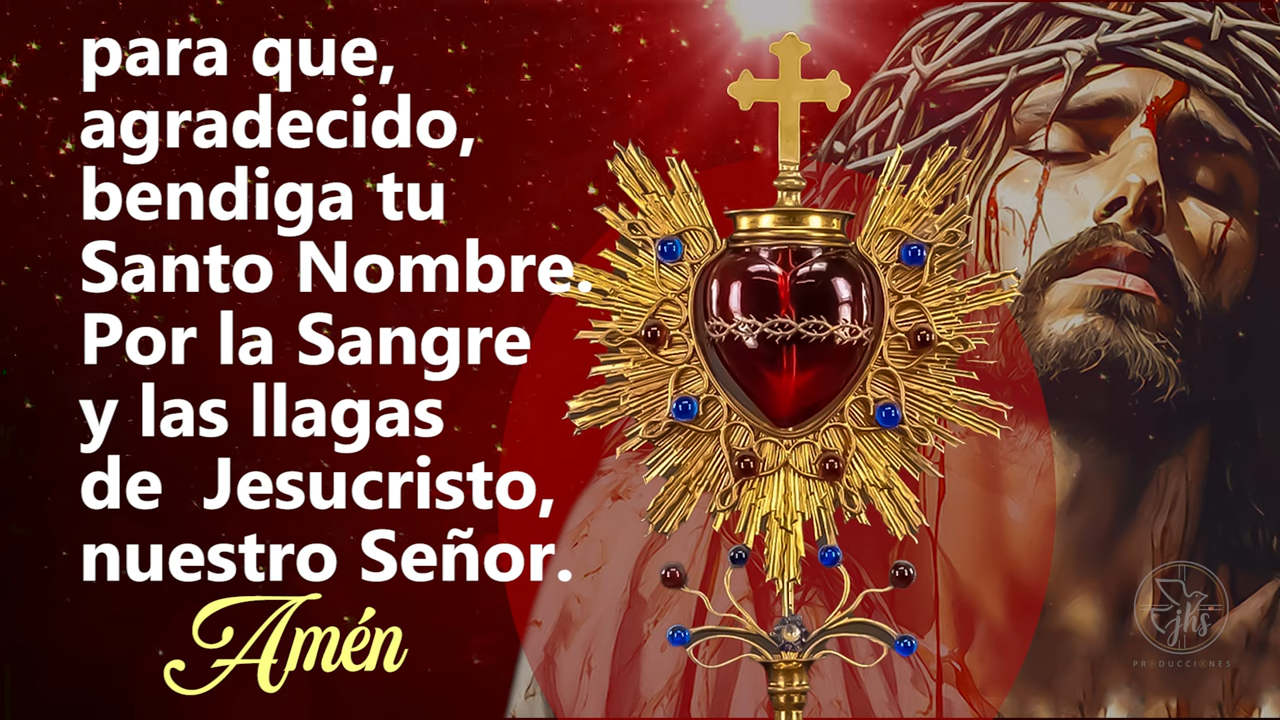 para que,
agradecido,
bendiga tu
Santo Nombre.
Por la Sangre
y las llagas
de Jesucristo,
nuestro Señor.
Amén
jhs
PRODUCCIONES